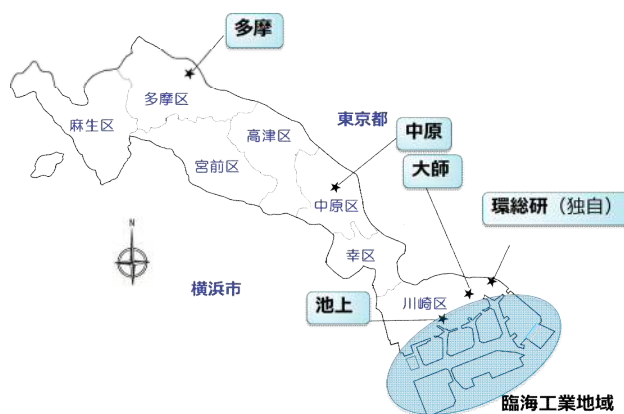 多摩
多摩区
麻生区
高津区
東京都
中原
宮前区
大師
中原区
環総研（独自）
N
幸区
横浜市
川崎区
池上
臨海工業地域